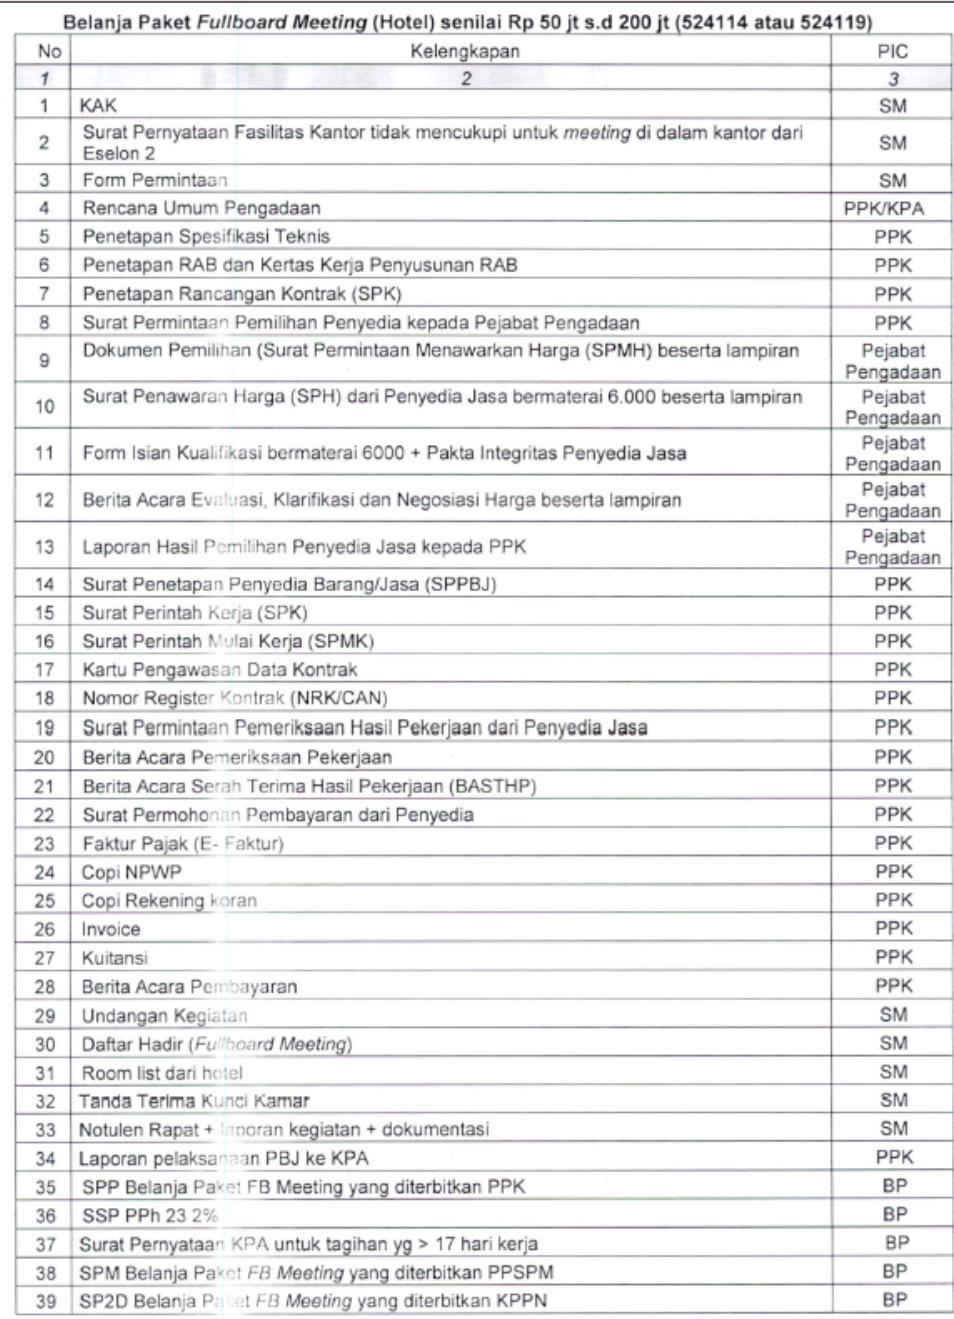 Belanja Paket Fullboard Meeting (Hotel) senilai Rp 50 jt s.d 200 jt (524114 atau 524119)
No Kelengkapan PIC
1 2 3
1 KAK SM
2 Surat Pernyataan Fasilitas Kantor tidak mencukupi untuk meeting di dalam kantor dari Eselon 2 SM
3 Form Permintaan SM
4 Rencana Umum Pengadaan PPK/KPA
5 Penetapan Spesifikasi Teknis PPK
6 Penetapan RAB dan Kertas Kerja Penyusunan RAB PPK
7 Penetapan Rancangan Kontrak (SPK) PPK
8 Surat Permintaan Pemilihan Penyedia kepada Pejabat Pengadaan PPK
9 Dokumen Pemilihan (Surat Permintaan Menawarkan Harga (SPMH) beserta lampiran Pejabat Pengadaan
10 Surat Penawaran Harga (SPH) dari Penyedia Jasa bermaterai 6.000 beserta lampiran Pejabat Pengadaan
11 Form Isian Kualifikasi bermaterai 6000 + Pakta Integritas Penyedia Jasa Pejabat Pengadaan
12 Berita Acara Evaluasi, Klarifikasi dan Negosiasi Harga beserta lampiran Pejabat Pengadaan
13 Laporan Hasil Pemilihan Penyedia Jasa kepada PPK Pejabat Pengadaan
14 Surat Penetapan Penyedia Barang/Jasa (SPPBJ) PPK
15 Surat Perintah Kerja (SPK) PPK
16 Surat Perintah Mulai Kerja (SPMK) PPK
17 Kartu Pengawasan Data Kontrak PPK
18 Nomor Register Kontrak (NRK/CAN) PPK
19 Surat Permintaan Pemeriksaan Hasil Pekerjaan dari Penyedia Jasa PPK
20 Berita Acara Pemeriksaan Pekerjaan PPK
21 Berita Acara Serah Terima Hasil Pekerjaan (BASTHP) PPK
22 Surat Permohonan Pembayaran dari Penyedia PPK
23 Faktur Pajak (E- Faktur) PPK
24 Copi NPWP PPK
25 Copi Rekening koran PPK
26 Invoice PPK
27 Kuitansi PPK
28 Berita Acara Pembayaran PPK
29 Undangan Kegiatan SM
30 Daftar Hadir (Fullboard Meeting) SM
31 Room list dari hotel SM
32 Tanda Terima Kunci Kamar SM
33 Notulen Rapat + laporan kegiatan + dokumentasi SM
34 Laporan pelaksanaan PBJ ke KPA PPK
35 SPP Belanja Paket FB Meeting yang diterbitkan PPK BP
36 SSP PPh 23 2% BP
37 Surat Pernyataan KPA untuk tagihan yg > 17 hari kerja BP
38 SPM Belanja Paket FB Meeting yang diterbitkan PPSPM BP
39 SP2D Belanja Paket FB Meeting yang diterbitkan KPPN BP